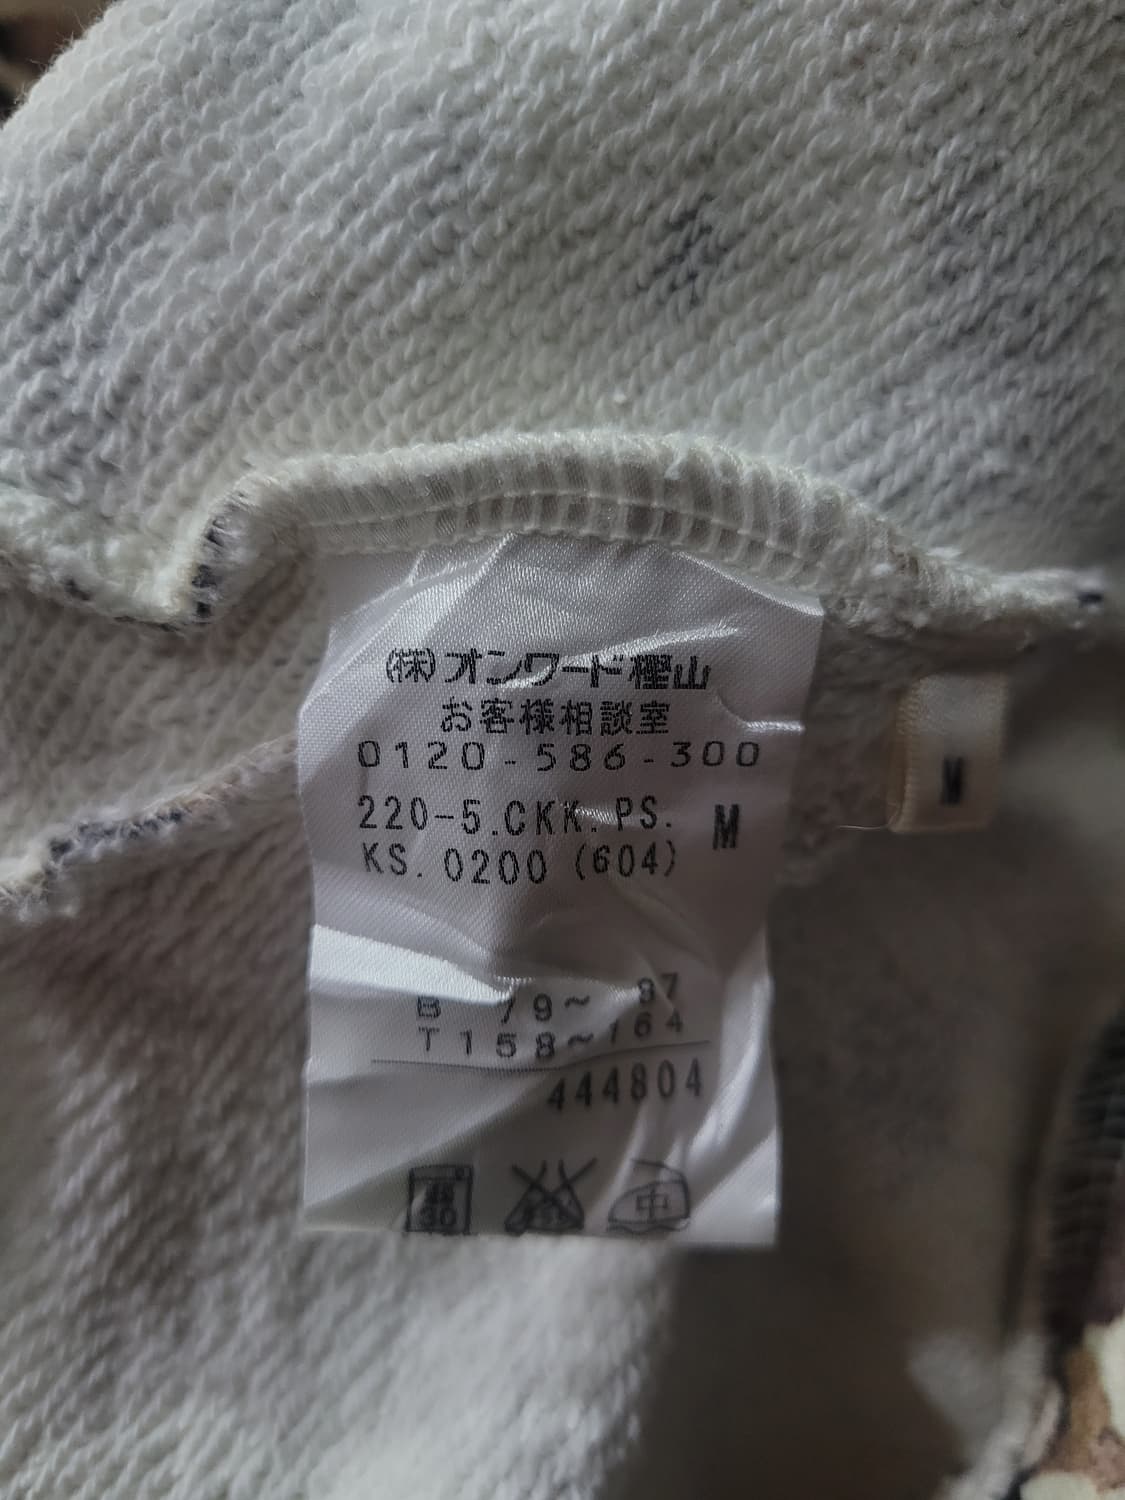 (株)オンワード樫山
お客様相談室
0120-586-300
220-5.CKK.PS.
KS.0200(604)
M
M
B 79~ 87
T158~164
444804
中